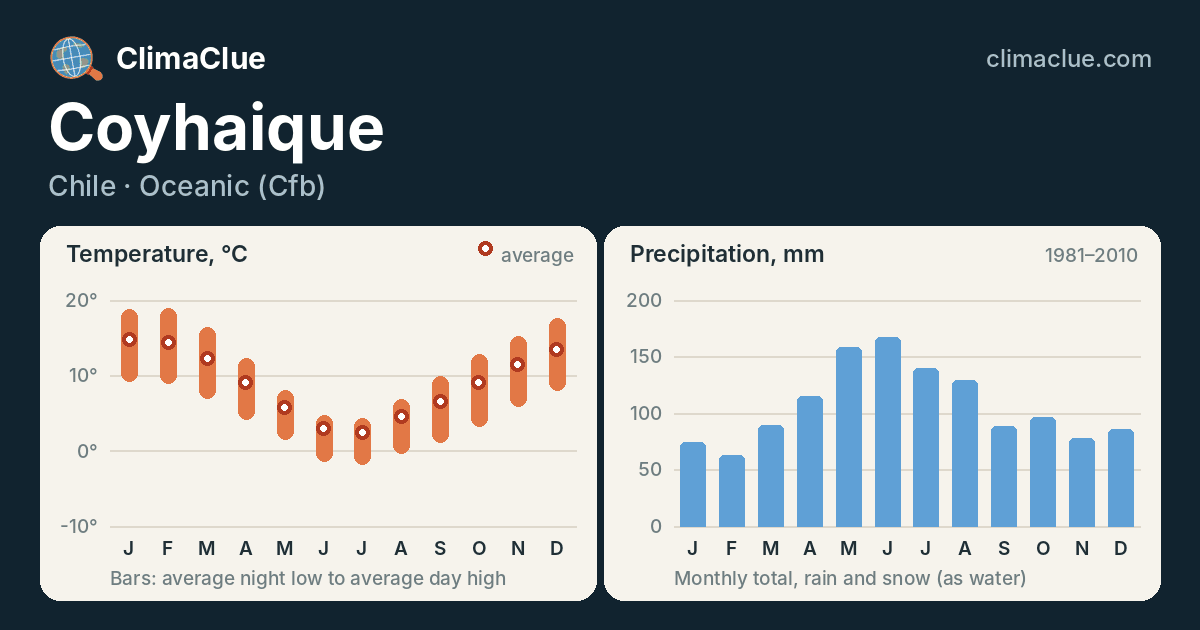 ClimaClue
climaclue.com
Coyhaique
Chile · Oceanic (Cfb)
Temperature, °C
average
20°
10°
0°
-10°
J F M A M J J A S O N D
Bars: average night low to average day high
Precipitation, mm
1981–2010
200
150
100
50
0
J F M A M J J A S O N D
Monthly total, rain and snow (as water)